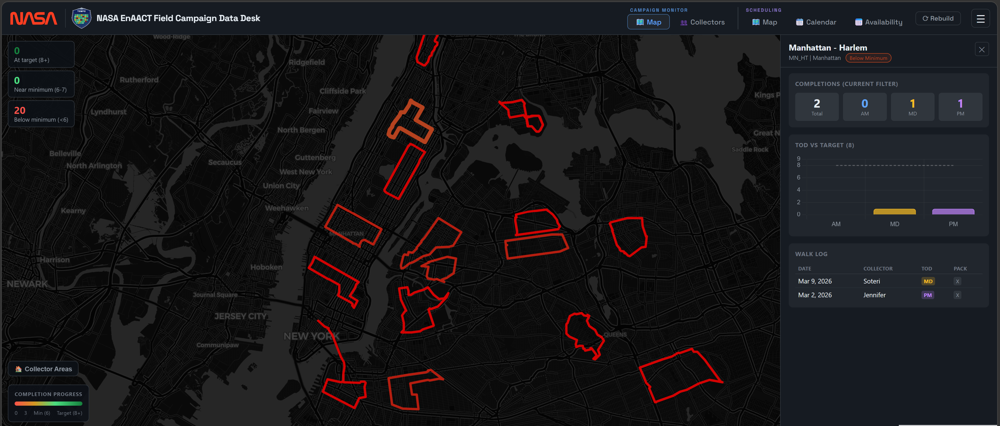 NASA
TEMPO
NASA EnAACT Field Campaign Data Desk
CAMPAIGN MONITOR
Map
Collectors
SCHEDULING
Map
Calendar
Availability
Rebuild
0
At target (8+)
0
Near minimum (6-7)
20
Below minimum (<6)
Wood-Ridge
THE BRONX
Ridgefield
Rutherford
Cliffside Park
Kings P
Lyndhurst
Fairview
North Bergen
Great N
Saddle Rock
Belleville
Guttenberg
Secaucus
North Arlington
West New York
Union City
Weehawken
Kearny
MANHATTAN
Harrison
Hoboken
NEWARK
Journal Square
JERSEY CITY
NEW YORK
QUEENS
Communipaw
Collector Areas
COMPLETION PROGRESS
0 3 Min (6) Target (8+)
Manhattan - Harlem
MN_HT | Manhattan Below Minimum
COMPLETIONS (CURRENT FILTER)
2 0 1 1
Total AM MD PM
TOD VS TARGET (8)
9
8
6
4
2
0
AM MD PM
WALK LOG
DATE COLLECTOR TOD PACK
Mar 9, 2026 Soteri MD X
Mar 2, 2026 Jennifer PM X